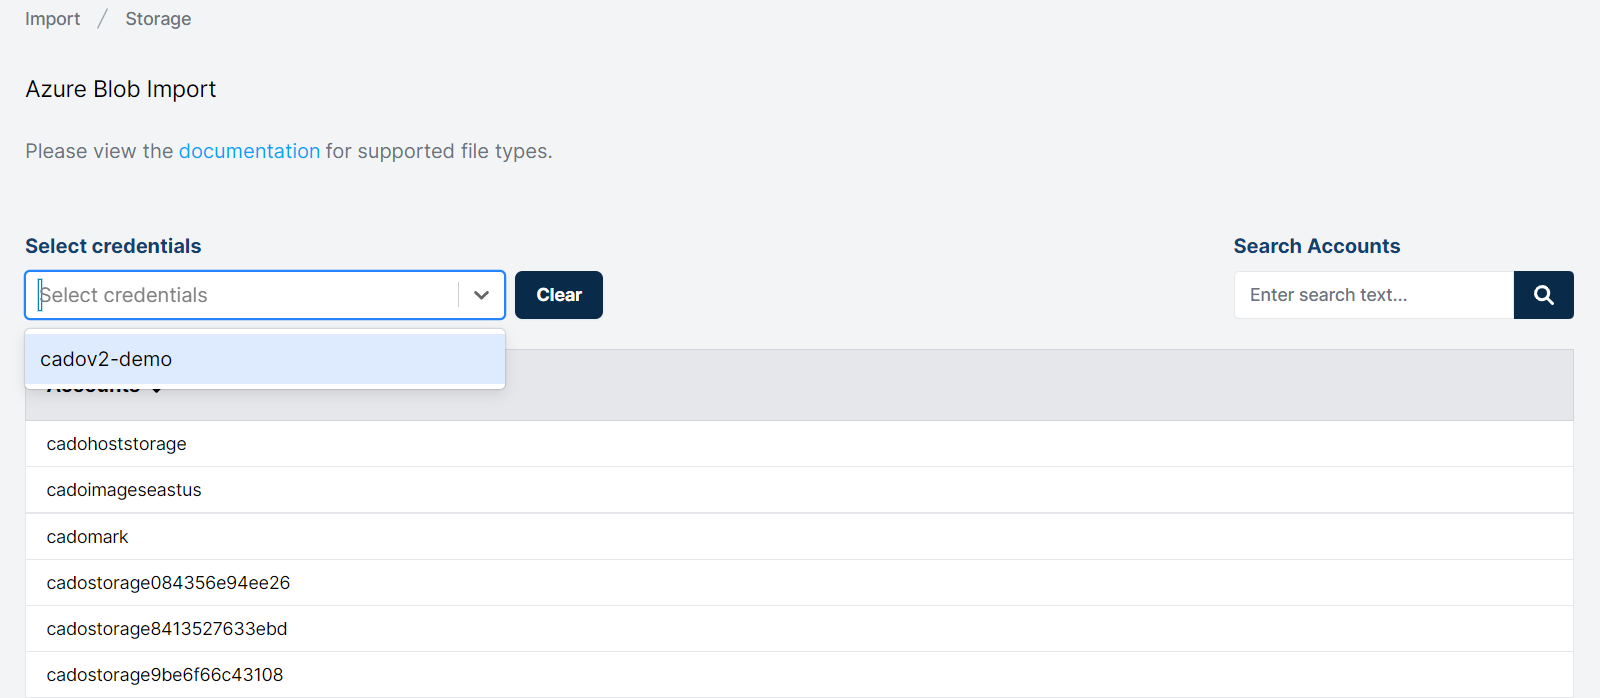 Import / Storage
Azure Blob Import
Please view the documentation for supported file types.
Select credentials
Search Accounts
Select credentials
Clear
Enter search text...
cadov2-demo
Accounts
cadohoststorage
cadoimageseastus
cadomark
cadostorage084356e94ee26
cadostorage8413527633ebd
cadostorage9be6f66c43108